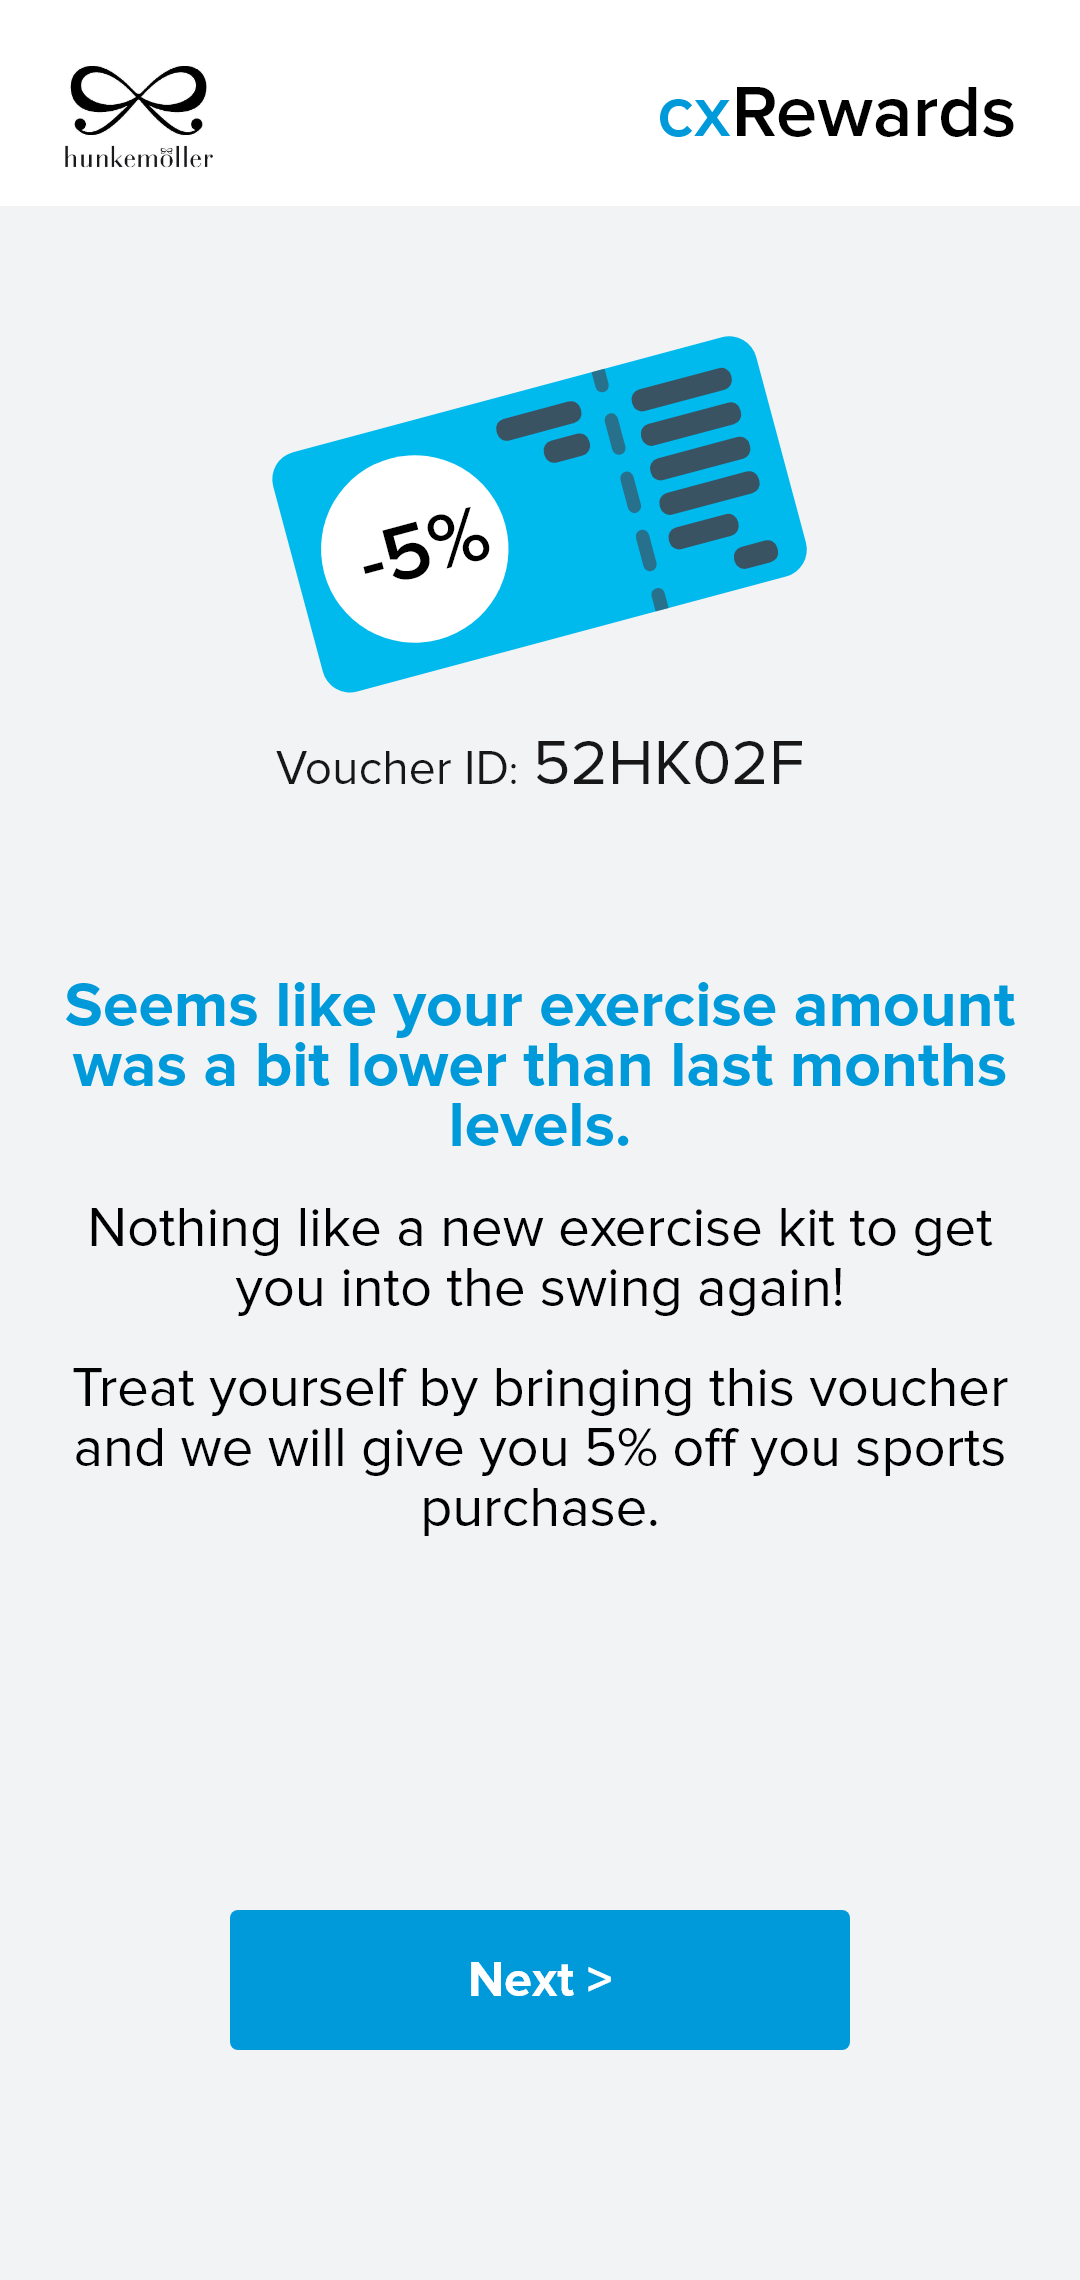 hunkemöller
cxRewards
-5%
Voucher ID: 52HK02F
Seems like your exercise amount
was a bit lower than last months
levels.
Nothing like a new exercise kit to get
you into the swing again!
Treat yourself by bringing this voucher
and we will give you 5% off you sports
purchase.
Next >